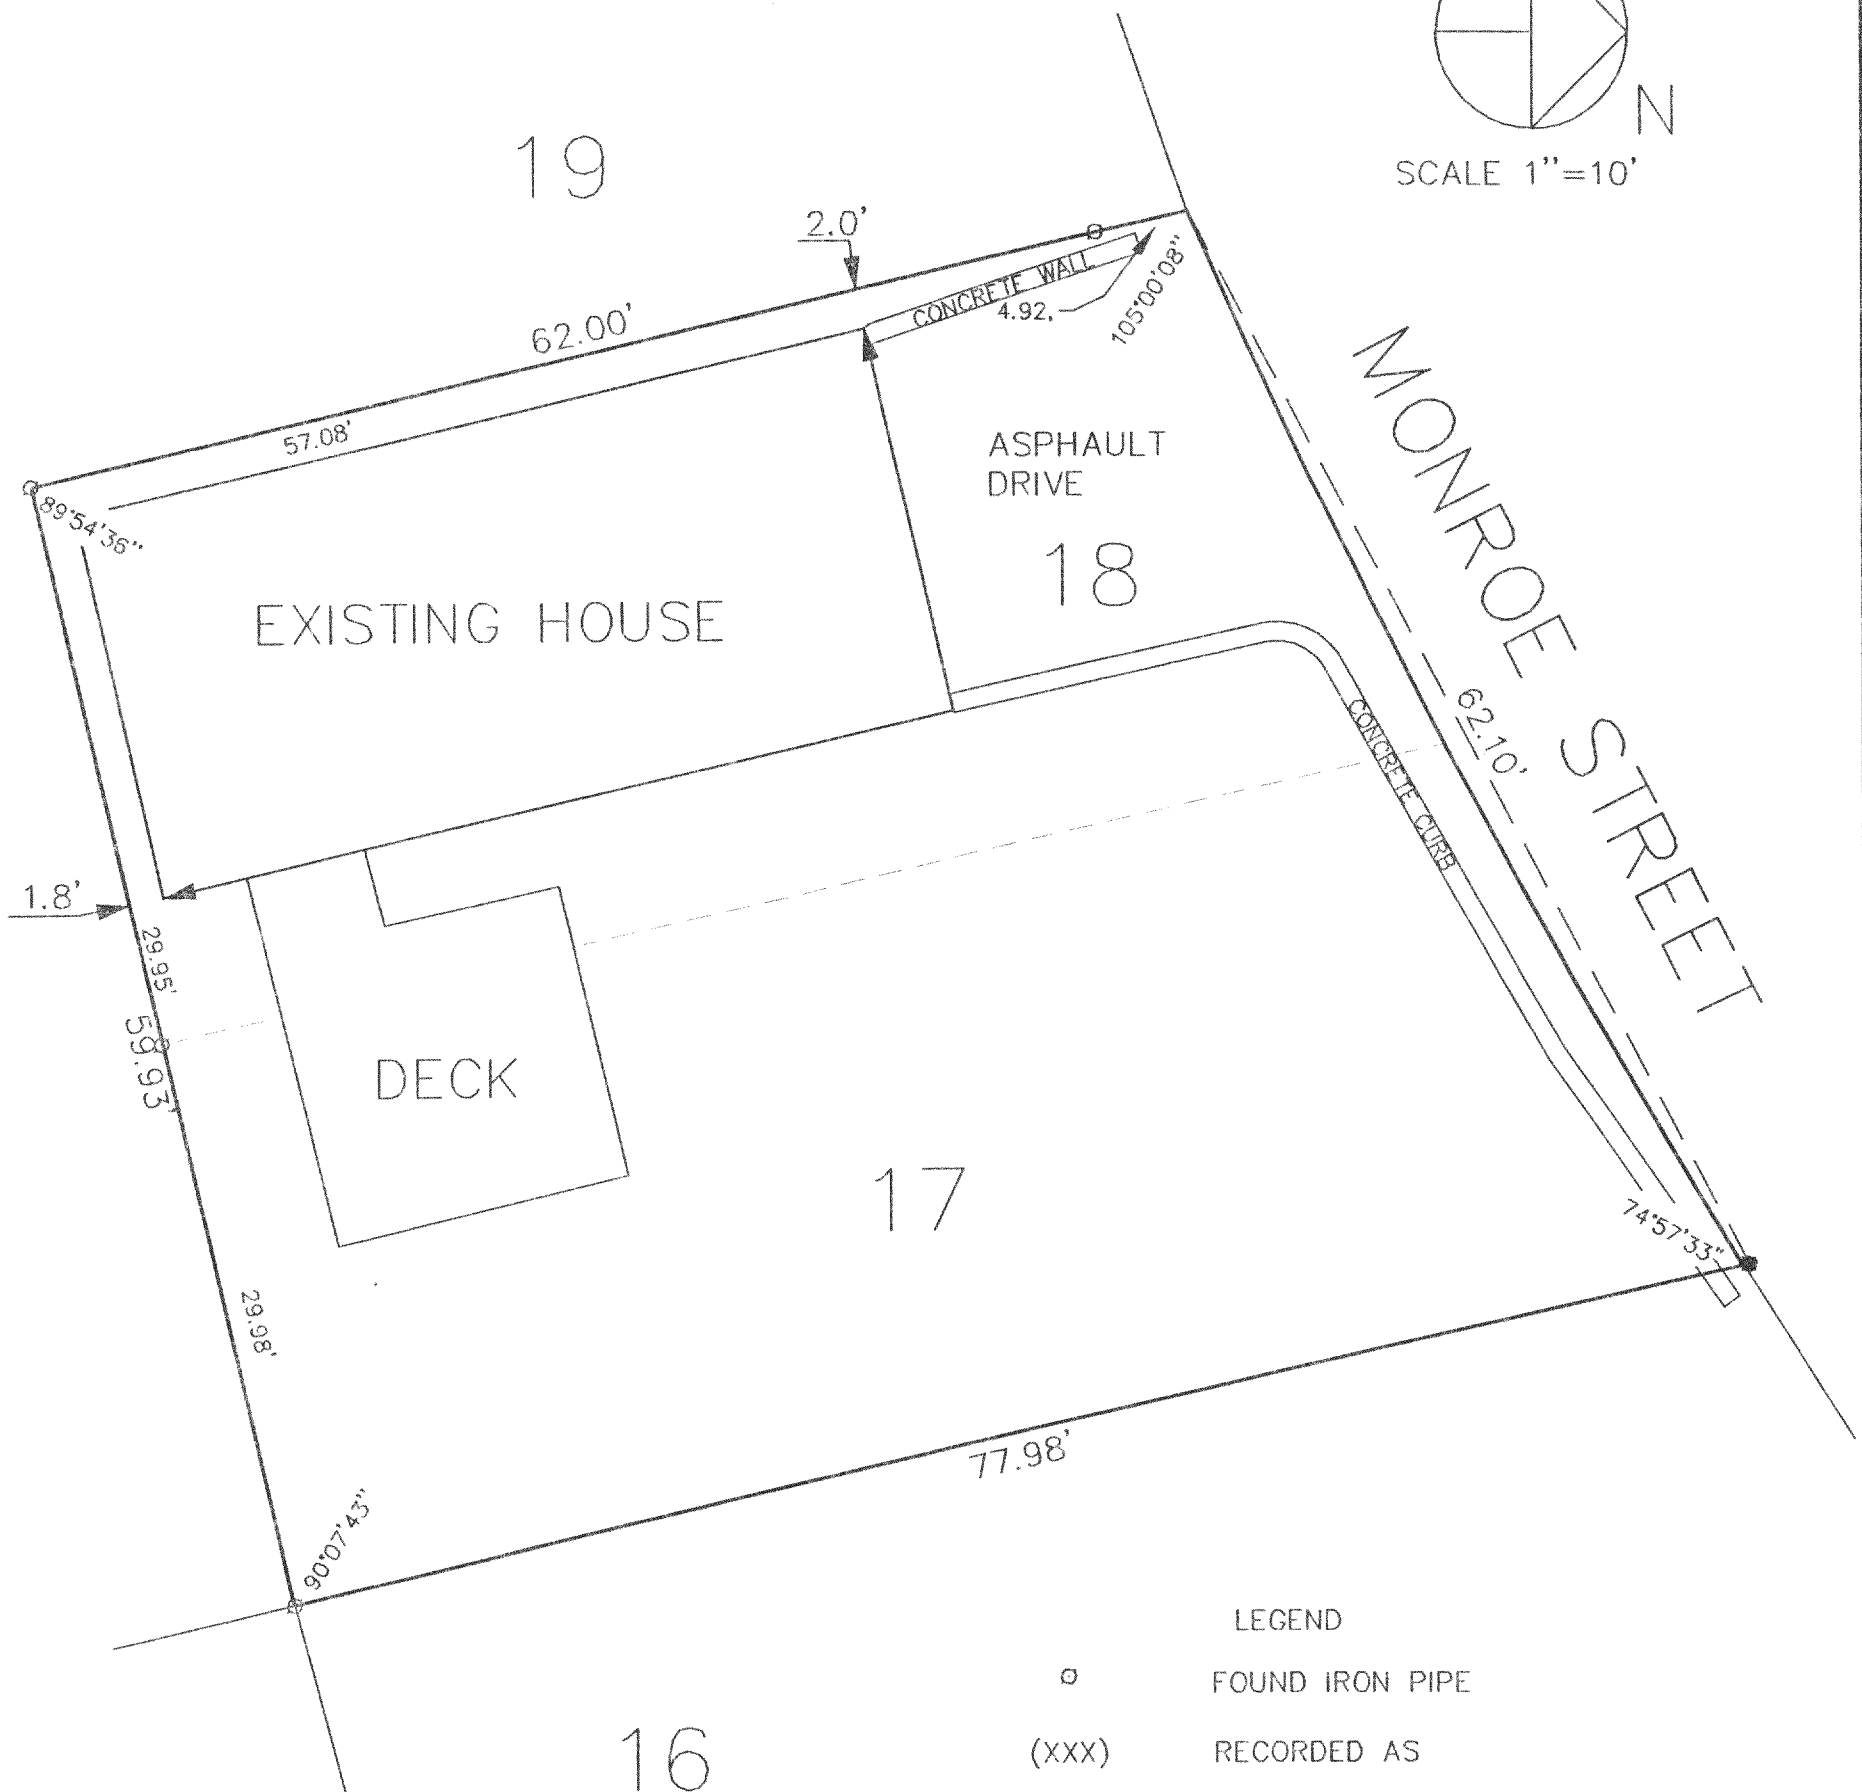 N
SCALE 1"=10'
19
2.0'
62.00'
57.08'
CONCRETE WALL
4.92,
105°00'08"
89°54'36"
ASPHAULT
DRIVE
18
MONROE STREET
EXISTING HOUSE
62.10'
CONCRETE CURB
1.8'
29.95'
59.93'
DECK
17
74°57'33"
29.98'
77.98'
90°07'43"
16
LEGEND
FOUND IRON PIPE
(XXX) RECORDED AS